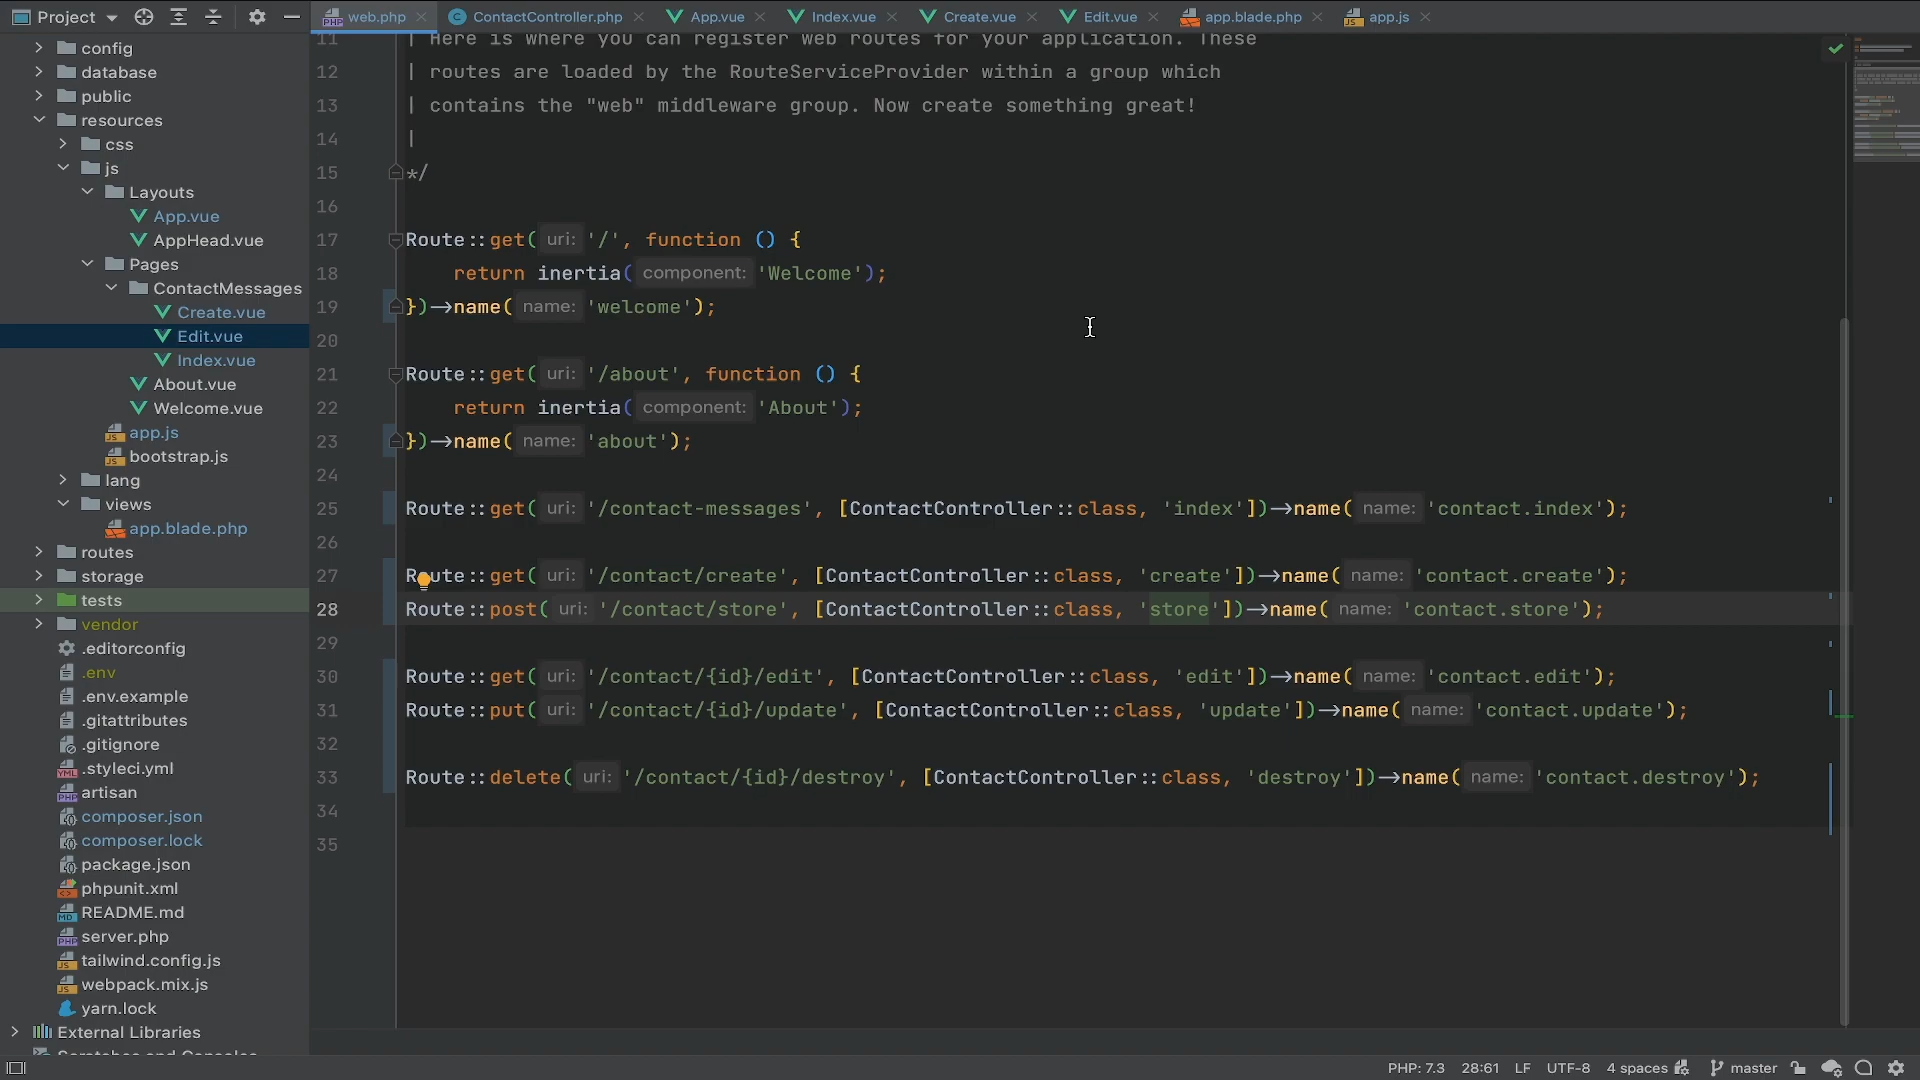 Project
web.php
ContactController.php
App.vue
Index.vue
Create.vue
Edit.vue
app.blade.php
app.js
config
database
public
resources
css
js
Layouts
App.vue
AppHead.vue
Pages
ContactMessages
Create.vue
Edit.vue
Index.vue
About.vue
Welcome.vue
app.js
bootstrap.js
lang
views
app.blade.php
routes
storage
tests
vendor
.editorconfig
.env
.env.example
.gitattributes
.gitignore
.styleci.yml
artisan
composer.json
composer.lock
package.json
phpunit.xml
README.md
server.php
tailwind.config.js
webpack.mix.js
yarn.lock
External Libraries
Scratches and Consoles
11 | Here is where you can register web routes for your application. These
12 | routes are loaded by the RouteServiceProvider within a group which
13 | contains the "web" middleware group. Now create something great!
14 |
15 */
16
17 Route::get( uri: '/', function () {
18 return inertia( component: 'Welcome');
19 })->name( name: 'welcome');
20
21 Route::get( uri: '/about', function () {
22 return inertia( component: 'About');
23 })->name( name: 'about');
24
25 Route::get( uri: '/contact-messages', [ContactController::class, 'index'])->name( name: 'contact.index');
26
27 Route::get( uri: '/contact/create', [ContactController::class, 'create'])->name( name: 'contact.create');
28 Route::post( uri: '/contact/store', [ContactController::class, 'store'])->name( name: 'contact.store');
29
30 Route::get( uri: '/contact/{id}/edit', [ContactController::class, 'edit'])->name( name: 'contact.edit');
31 Route::put( uri: '/contact/{id}/update', [ContactController::class, 'update'])->name( name: 'contact.update');
32
33 Route::delete( uri: '/contact/{id}/destroy', [ContactController::class, 'destroy'])->name( name: 'contact.destroy');
34
35
PHP: 7.3 28:61 LF UTF-8 4 spaces master